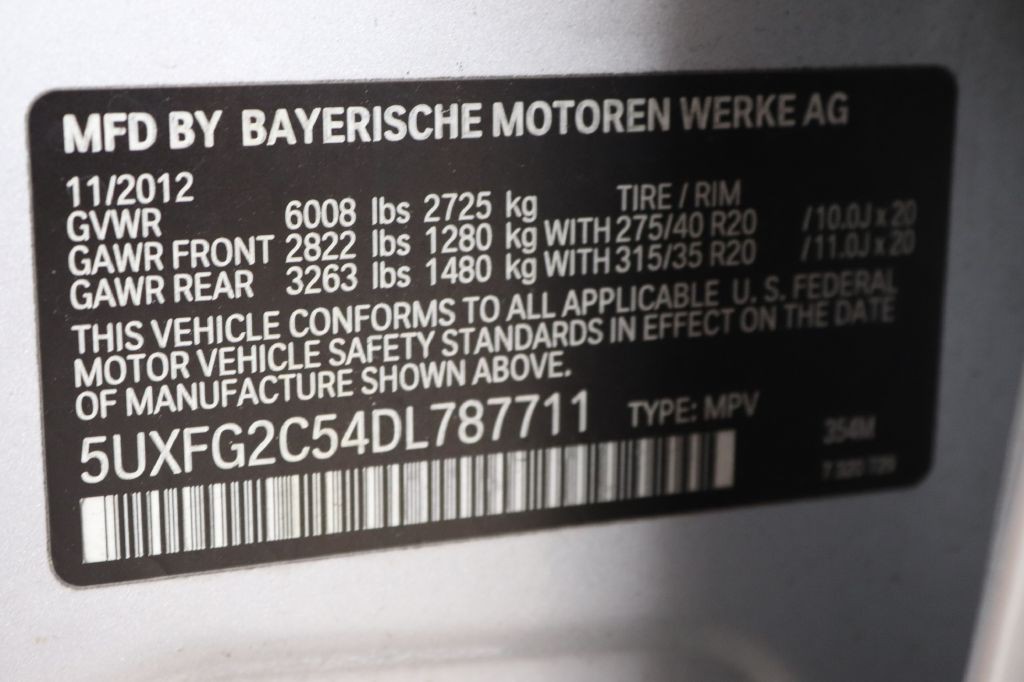 MFD BY BAYERISCHE MOTOREN WERKE AG
11/2012 TIRE / RIM
GVWR 6008 lbs 2725 kg
GAWR FRONT 2822 lbs 1280 kg WITH 275/40 R20 /10.0J x 20
GAWR REAR 3263 lbs 1480 kg WITH 315/35 R20 /11.0J x 20
THIS VEHICLE CONFORMS TO ALL APPLICABLE U. S. FEDERAL
MOTOR VEHICLE SAFETY STANDARDS IN EFFECT ON THE DATE
OF MANUFACTURE SHOWN ABOVE.
5UXFG2C54DL787711 TYPE: MPV
354M